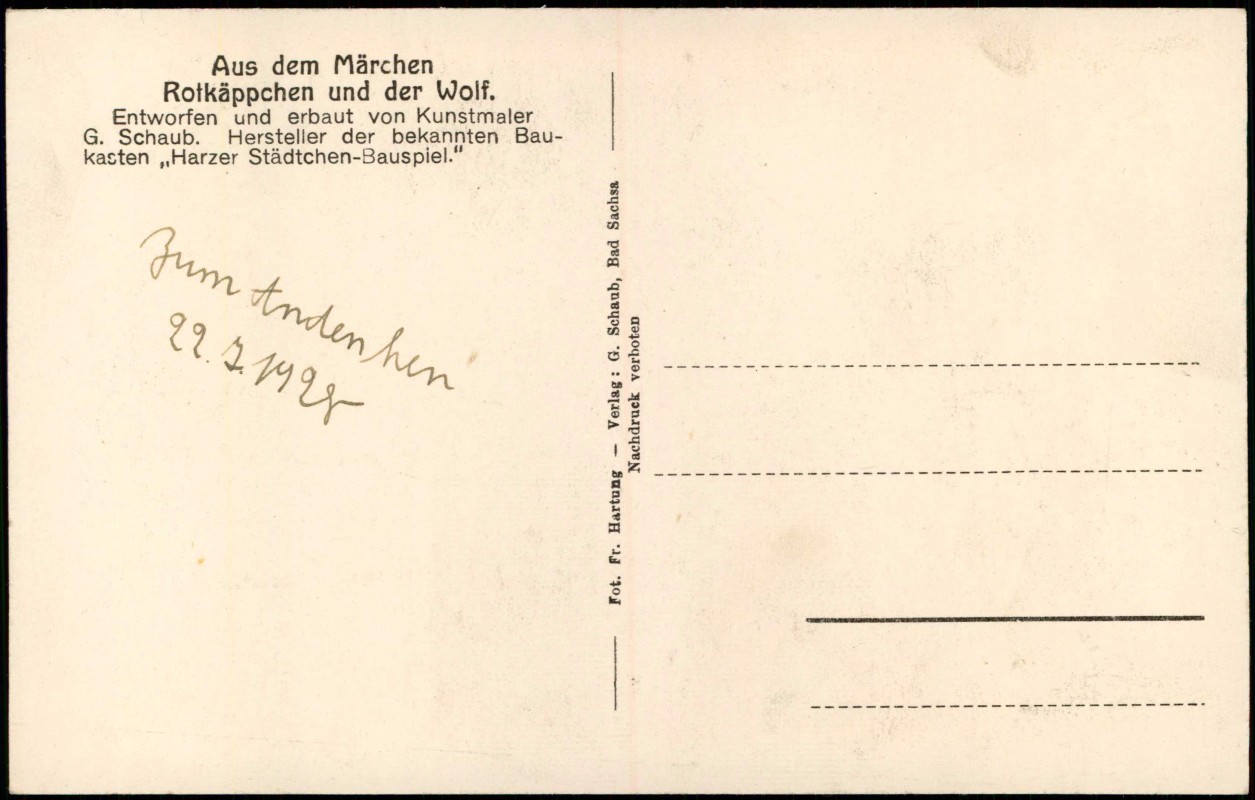 Aus dem Märchen
Rotkäppchen und der Wolf.
Entworfen und erbaut von Kunstmaler
G. Schaub. Hersteller der bekannten Bau-
kasten „Harzer Städtchen-Bauspiel."
Zum Andenken
22. 7. 1928
Fot. Fr. Hartung — Verlag: G. Schaub, Bad Sachsa
Nachdruck verboten